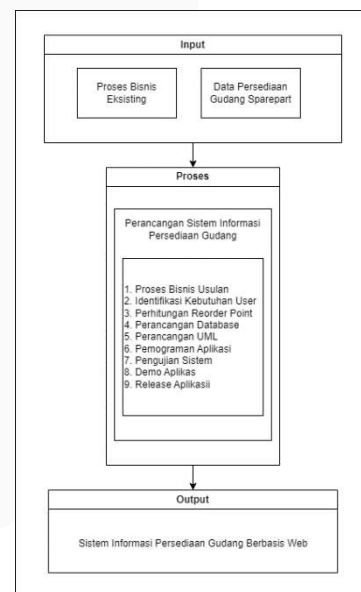 Input
Proses Bisnis
Eksisting
Data Persediaan
Gudang Sparepart
Proses
Perancangan Sistem Informasi
Persediaan Gudang
1. Proses Bisnis Usulan
2. Identifikasi Kebutuhan User
3. Perhitungan Reorder Point
4. Perancangan Database
5. Perancangan UML
6. Pemograman Aplikasi
7. Pengujian Sistem
8. Demo Aplikas
9. Release Aplikasii
Output
Sistem Informasi Persediaan Gudang Berbasis Web